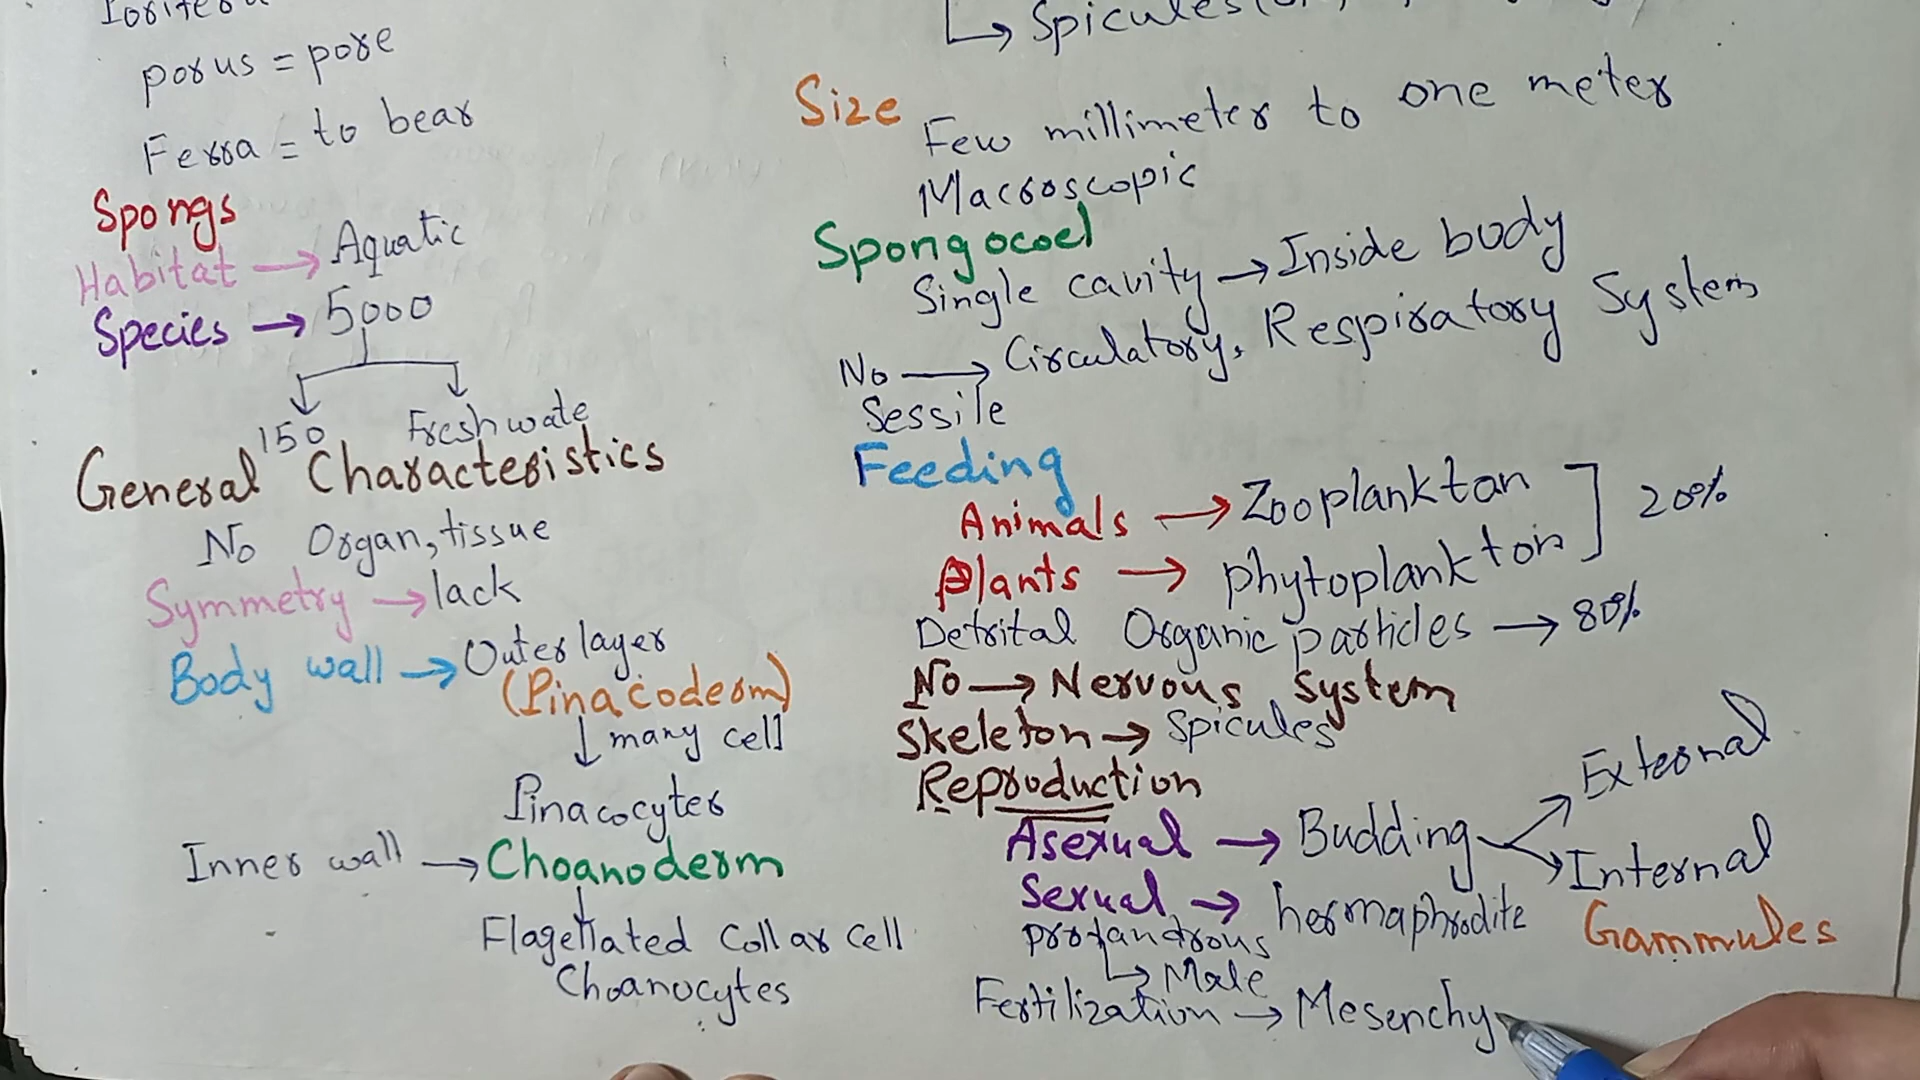 porus = pore
Ferra = to bear
Spongs
Habitat → Aquatic
Species → 5000
150 Freshwate
General Characteristics
No Organ, tissue
Symmetry → lack
Body wall → Outer layer
(Pinacoderm)
↓ many cell
Pinacocytes
Inner wall → Choanoderm
Flagellated Collar Cell
Choanocytes
Spicules
Size
Few millimeter to one meter
Macroscopic
Spongocoel
Single cavity → Inside body
No → Circulatory, Respiratory System
Sessile
Feeding
Animals → Zooplanktan
Plants → phytoplankton
20%
Detrital Organic particles → 80%
No → Nervous System
Skeleton → Spicules
Reproduction
Asexual → Budding
External
Internal
Gammules
Sexual → hermaphrodite
protandrous
↳ Male
Fertilization → Mesenchy